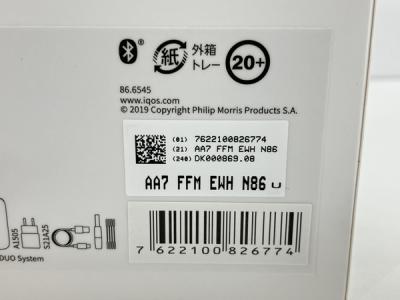 紙
外箱
トレー
20+
86.6545
www.iqos.com
© 2019 Copyright Philip Morris Products S.A.
(01) 7622100826774
(21) AA7 FFM EWH N86
(240) DK000869.08
AA7 FFM EWH N86 U
A1505
S21A25
DUO System
7 622100 826774